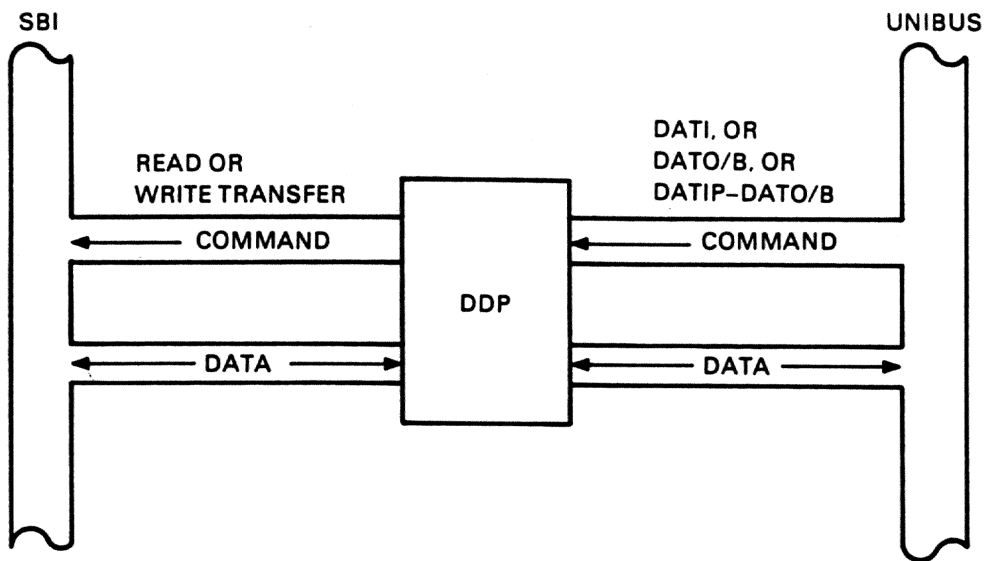 SBI
UNIBUS
READ OR
WRITE TRANSFER
DATI, OR
DATO/B, OR
DATIP–DATO/B
COMMAND
COMMAND
DDP
DATA
DATA